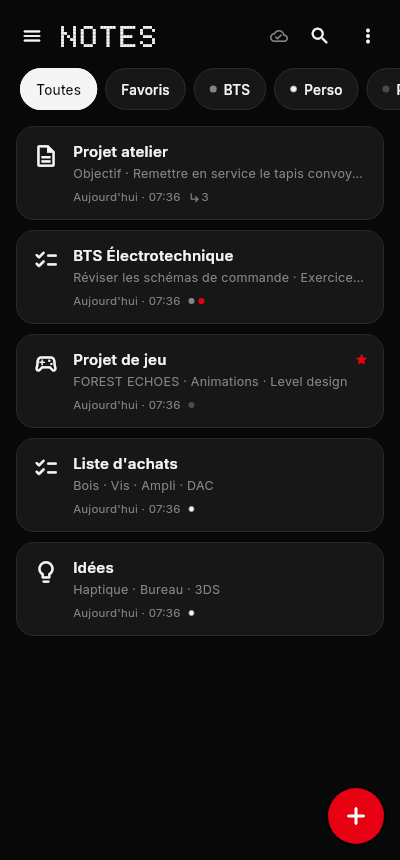 NOTES
Toutes
Favoris
BTS
Perso
Projet atelier
Objectif · Remettre en service le tapis convoy...
Aujourd'hui · 07:36 ↳ 3
BTS Électrotechnique
Réviser les schémas de commande · Exercice...
Aujourd'hui · 07:36
Projet de jeu
FOREST ECHOES · Animations · Level design
Aujourd'hui · 07:36
Liste d'achats
Bois · Vis · Ampli · DAC
Aujourd'hui · 07:36
Idées
Haptique · Bureau · 3DS
Aujourd'hui · 07:36